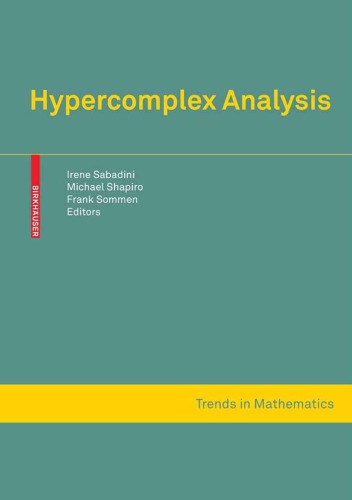 Hypercomplex Analysis
Irene Sabadini
Michael Shapiro
Frank Sommen
Editors
BIRKHÄUSER
Trends in Mathematics